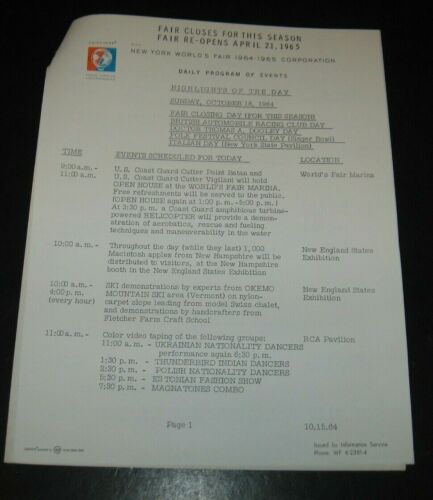 FAIR CLOSES FOR THIS SEASON
FAIR RE-OPENS APRIL 21, 1965
NEW YORK WORLD'S FAIR 1964-1965 CORPORATION
DAILY PROGRAM OF EVENTS
HIGHLIGHTS OF THE DAY
SUNDAY, OCTOBER 18, 1964
FAIR CLOSING DAY (FOR THIS SEASON)
BRITISH AUTOMOBILE RACING CLUB DAY
DOCTOR THOMAS A. DOOLEY DAY
FOLK FESTIVAL COUNCIL DAY (Singer Bowl)
ITALIAN DAY (New York State Pavilion)
TIME EVENTS SCHEDULED FOR TODAY LOCATION
9:00 a.m. - U.S. Coast Guard Cutter Point Batan and World's Fair Marina
11:00 a.m. U.S. Coast Guard Cutter Vigilant will hold
OPEN HOUSE at the WORLD'S FAIR MARINA.
Free refreshments will be served to the public.
(OPEN HOUSE again at 1:00 p.m. -5:00 p.m.)
At 3:30 p.m. a Coast Guard amphibious turbine-
powered HELICOPTER will provide a demon-
stration of aerobatics, rescue and fueling
techniques and maneuverability in the water
10:00 a.m. - Throughout the day (while they last) 1,000 New England States
Macintosh apples from New Hampshire will be Exhibition
distributed to visitors, at the New Hampshire
booth in the New England States Exhibition
10:00 a.m. - SKI demonstrations by experts from OKEMO New England States
4:00 p.m. MOUNTAIN SKI area (Vermont) on nylon- Exhibition
(every hour) carpet slope leading from model Swiss chalet,
and demonstrations by handcrafters from
Fletcher Farm Craft School
11:00 a.m. - Color video taping of the following groups: RCA Pavilion
11:00 a.m. - UKRAINIAN NATIONALITY DANCERS
performance again 6:30 p.m.
1:30 p.m. - THUNDERBIRD INDIAN DANCERS
2:30 p.m. - POLISH NATIONALITY DANCERS
5:30 p.m. - ESTONIAN FASHION SHOW
7:30 p.m. - MAGNATONES COMBO
Page 1 10.15.64
Issued by Information Service
Phone, WF 4-2361-4